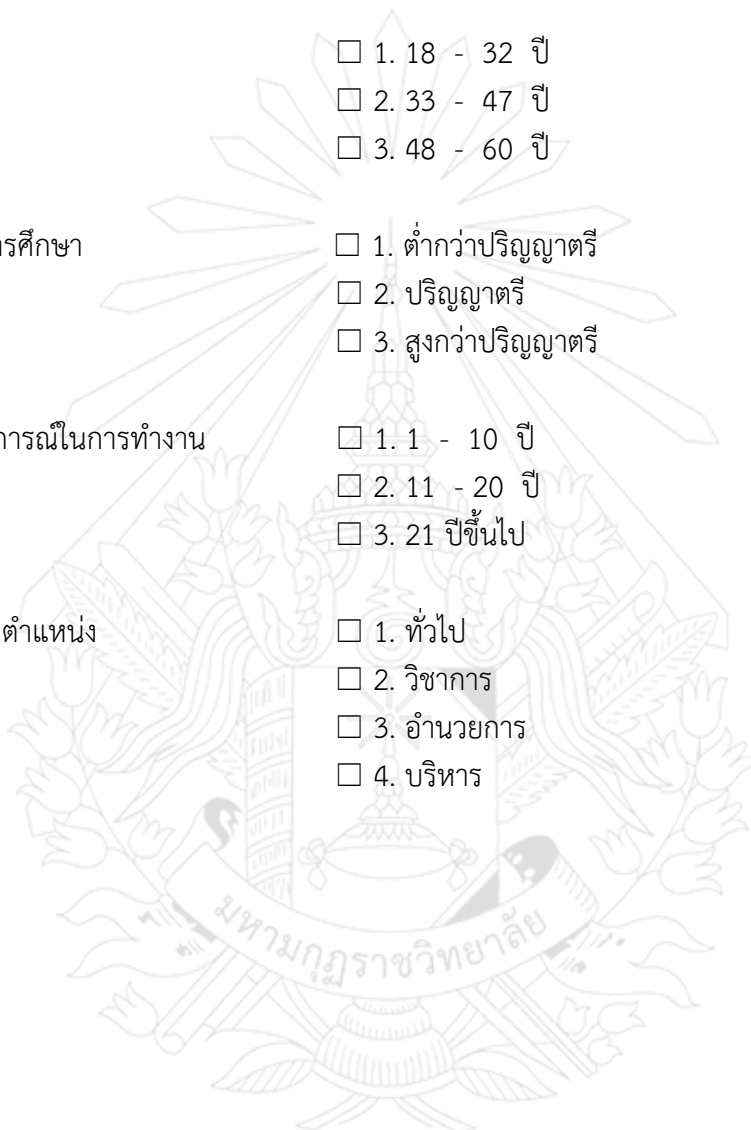 ☐ 1. 18 - 32 ปี
☐ 2. 33 - 47 ปี
☐ 3. 48 - 60 ปี
รศึกษา ☐ 1. ต่ำกว่าปริญญาตรี
☐ 2. ปริญญาตรี
☐ 3. สูงกว่าปริญญาตรี
การณ์ในการทำงาน ☐ 1. 1 - 10 ปี
☐ 2. 11 - 20 ปี
☐ 3. 21 ปีขึ้นไป
ตำแหน่ง ☐ 1. ทั่วไป
☐ 2. วิชาการ
☐ 3. อำนวยการ
☐ 4. บริหาร
มหามกุฏราชวิทยาลัย